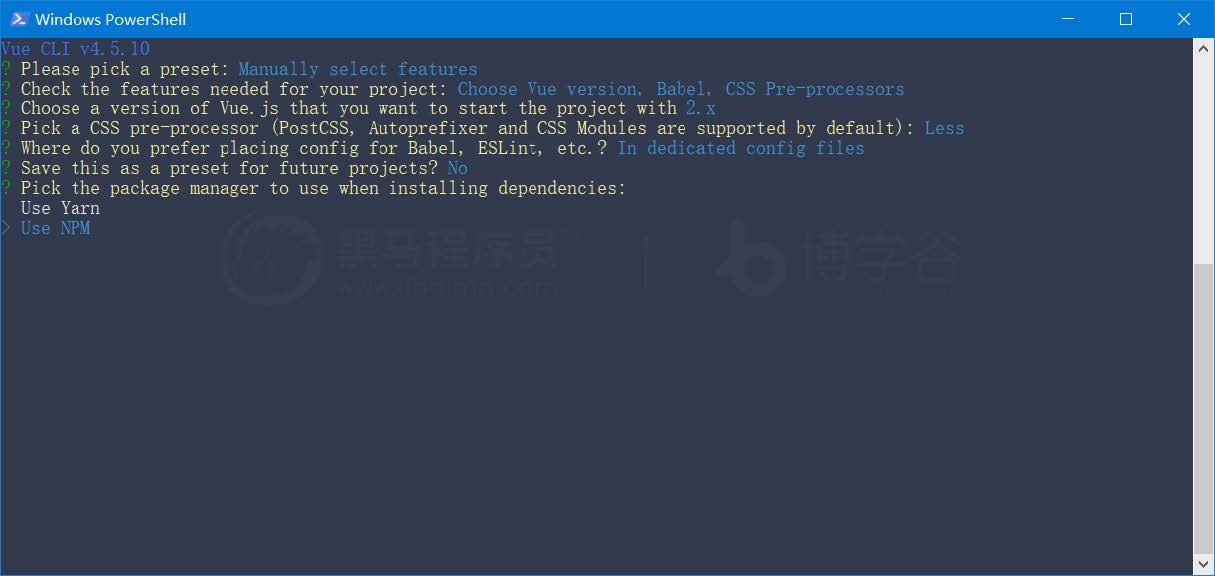 Windows PowerShell
Vue CLI v4.5.10
? Please pick a preset: Manually select features
? Check the features needed for your project: Choose Vue version, Babel, CSS Pre-processors
? Choose a version of Vue.js that you want to start the project with 2.x
? Pick a CSS pre-processor (PostCSS, Autoprefixer and CSS Modules are supported by default): Less
? Where do you prefer placing config for Babel, ESLint, etc.? In dedicated config files
? Save this as a preset for future projects? No
? Pick the package manager to use when installing dependencies:
Use Yarn
> Use NPM
黑马程序员 博学谷
www.itheima.com